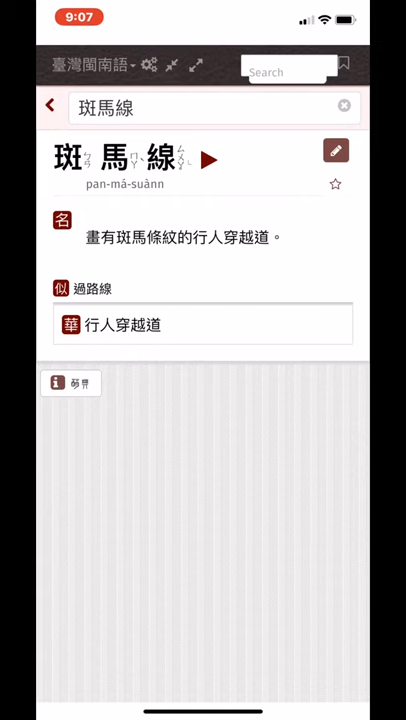 9:07
臺灣閩南語
Search
斑馬線
斑馬線
pan-má-suànn
名
畫有斑馬條紋的行人穿越道。
似 過路線
華 行人穿越道
萌典